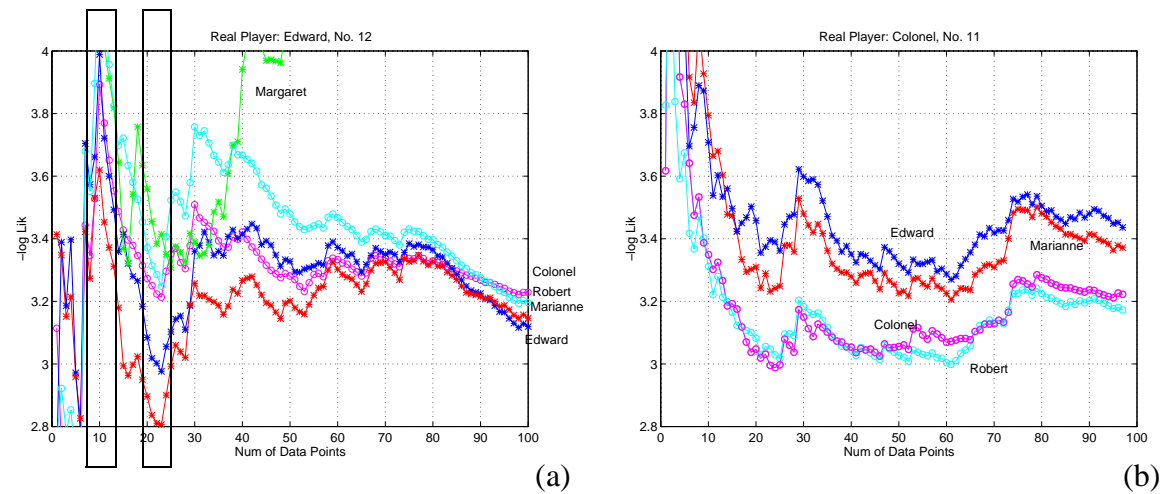 Real Player: Edward, No. 12
4
3.8
3.6
3.4
3.2
3
2.8
−log Lik
0 10 20 30 40 50 60 70 80 90 100
Num of Data Points
Margaret
Colonel
Robert
Marianne
Edward
(a)
Real Player: Colonel, No. 11
4
3.8
3.6
3.4
3.2
3
2.8
−log Lik
0 10 20 30 40 50 60 70 80 90 100
Num of Data Points
Edward
Marianne
Colonel
Robert
(b)